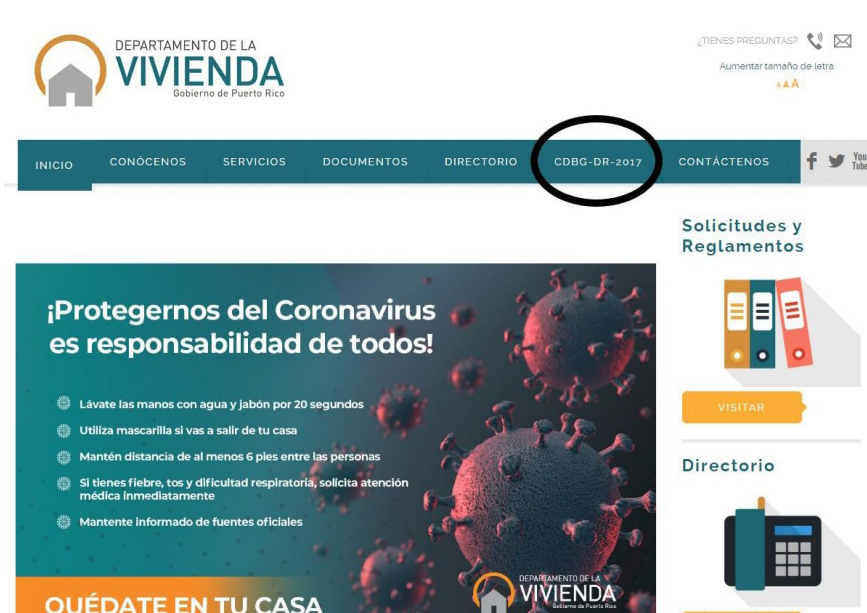 DEPARTAMENTO DE LA
VIVIENDA
Gobierno de Puerto Rico
¿TIENES PREGUNTAS?
Aumentar tamaño de letra:
A A A
INICIO
CONÓCENOS
SERVICIOS
DOCUMENTOS
DIRECTORIO
CDBG-DR-2017
CONTÁCTENOS
f
You
Tube
Solicitudes y
Reglamentos
VISITAR
Directorio
¡Protegernos del Coronavirus
es responsabilidad de todos!
Lávate las manos con agua y jabón por 20 segundos
Utiliza mascarilla si vas a salir de tu casa
Mantén distancia de al menos 6 pies entre las personas
Si tienes fiebre, tos y dificultad respiratoria, solicita atención
médica inmediatamente
Mantente informado de fuentes oficiales
QUÉDATE EN TU CASA
DEPARTAMENTO DE LA
VIVIENDA
Gobierno de Puerto Rico